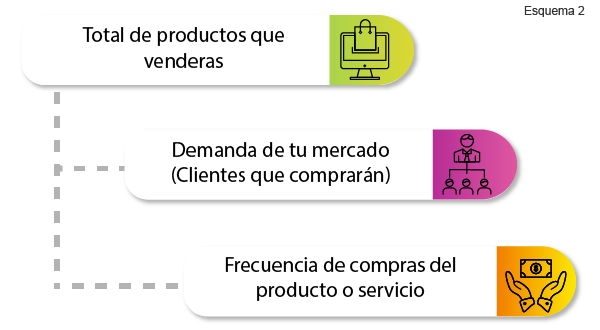 Esquema 2
Total de productos que
venderas
Demanda de tu mercado
(Clientes que comprarán)
Frecuencia de compras del
producto o servicio